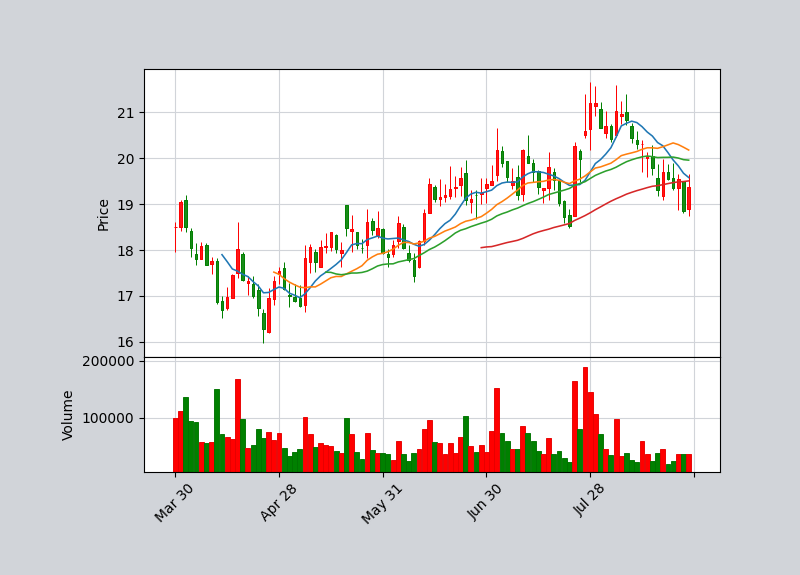 21
20
19
18
17
16
Price
200000
100000
Volume
Mar 30
Apr 28
May 31
Jun 30
Jul 28